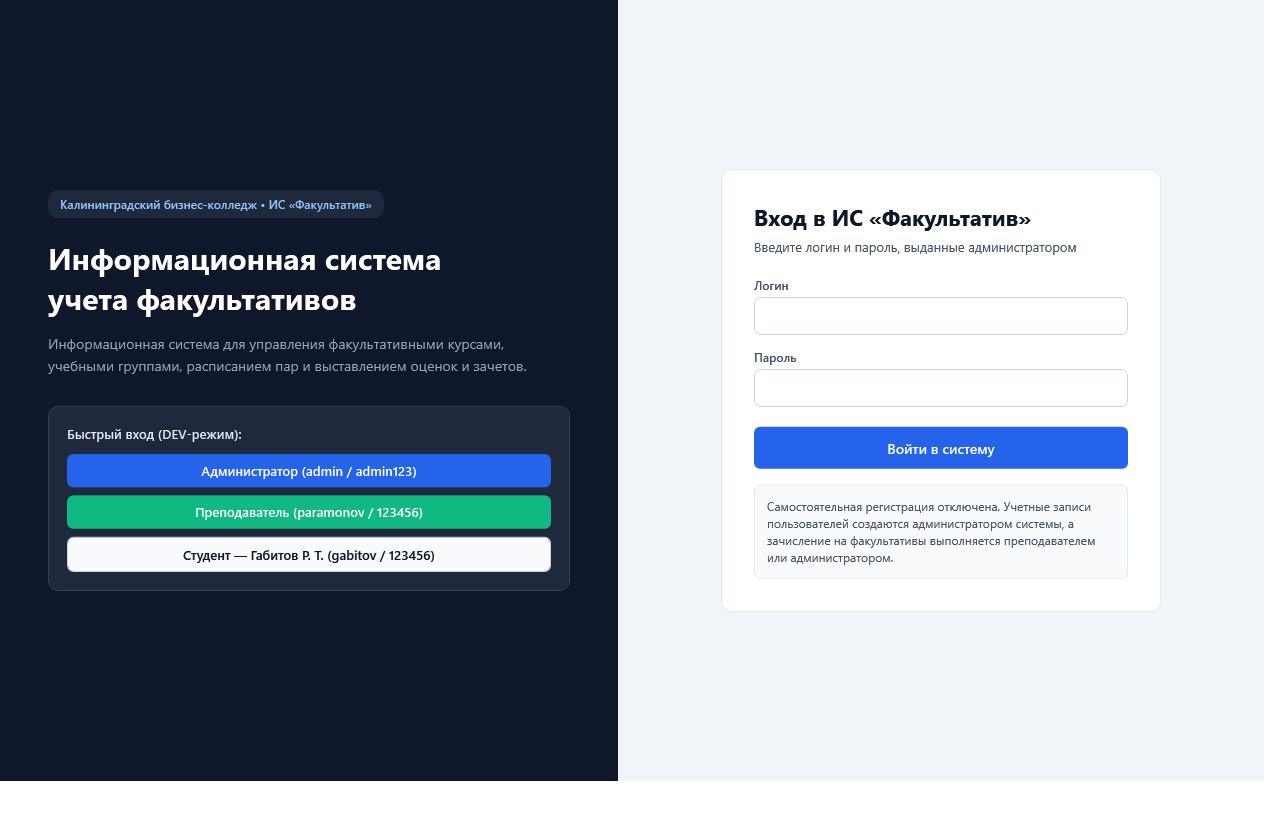 Калининградский бизнес-колледж • ИС «Факультатив»
Информационная система
учета факультативов
Информационная система для управления факультативными курсами,
учебными группами, расписанием пар и выставлением оценок и зачетов.
Быстрый вход (DEV-режим):
Администратор (admin / admin123)
Преподаватель (paramonov / 123456)
Студент — Габитов Р. Т. (gabitov / 123456)
Вход в ИС «Факультатив»
Введите логин и пароль, выданные администратором
Логин
Пароль
Войти в систему
Самостоятельная регистрация отключена. Учетные записи
пользователей создаются администратором системы, а
зачисление на факультативы выполняется преподавателем
или администратором.